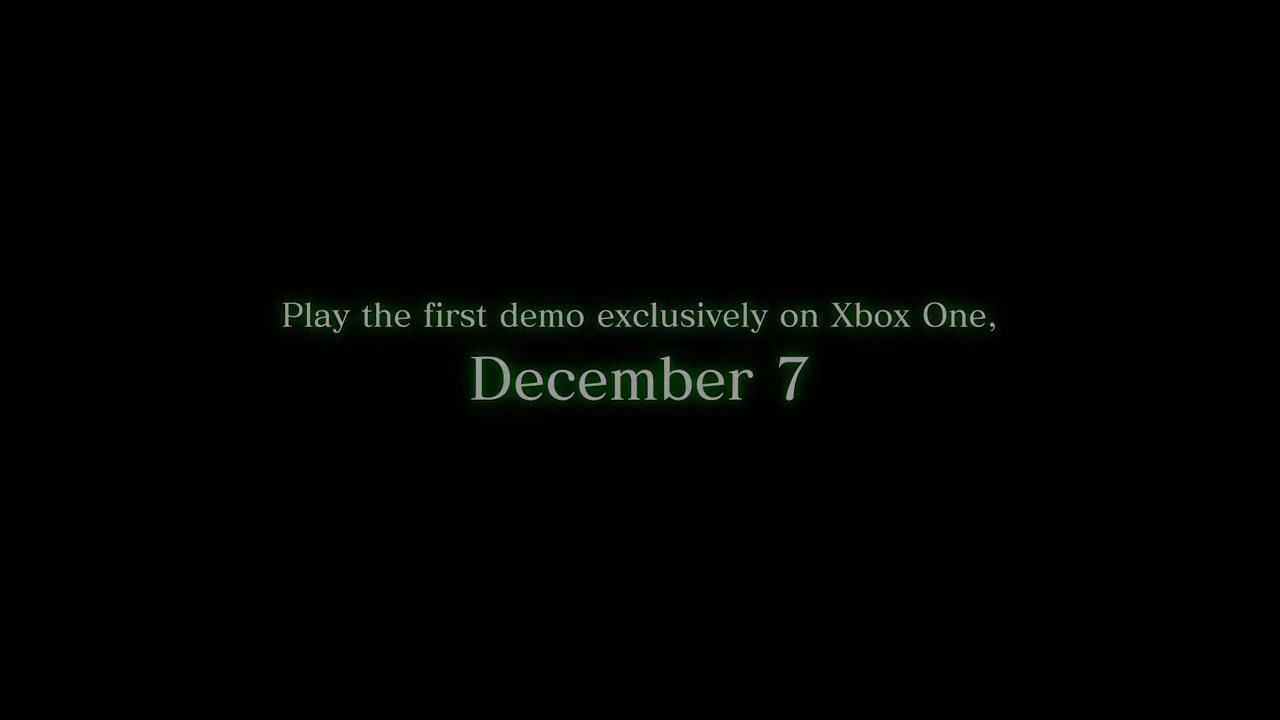 Play the first demo exclusively on Xbox One,
December 7